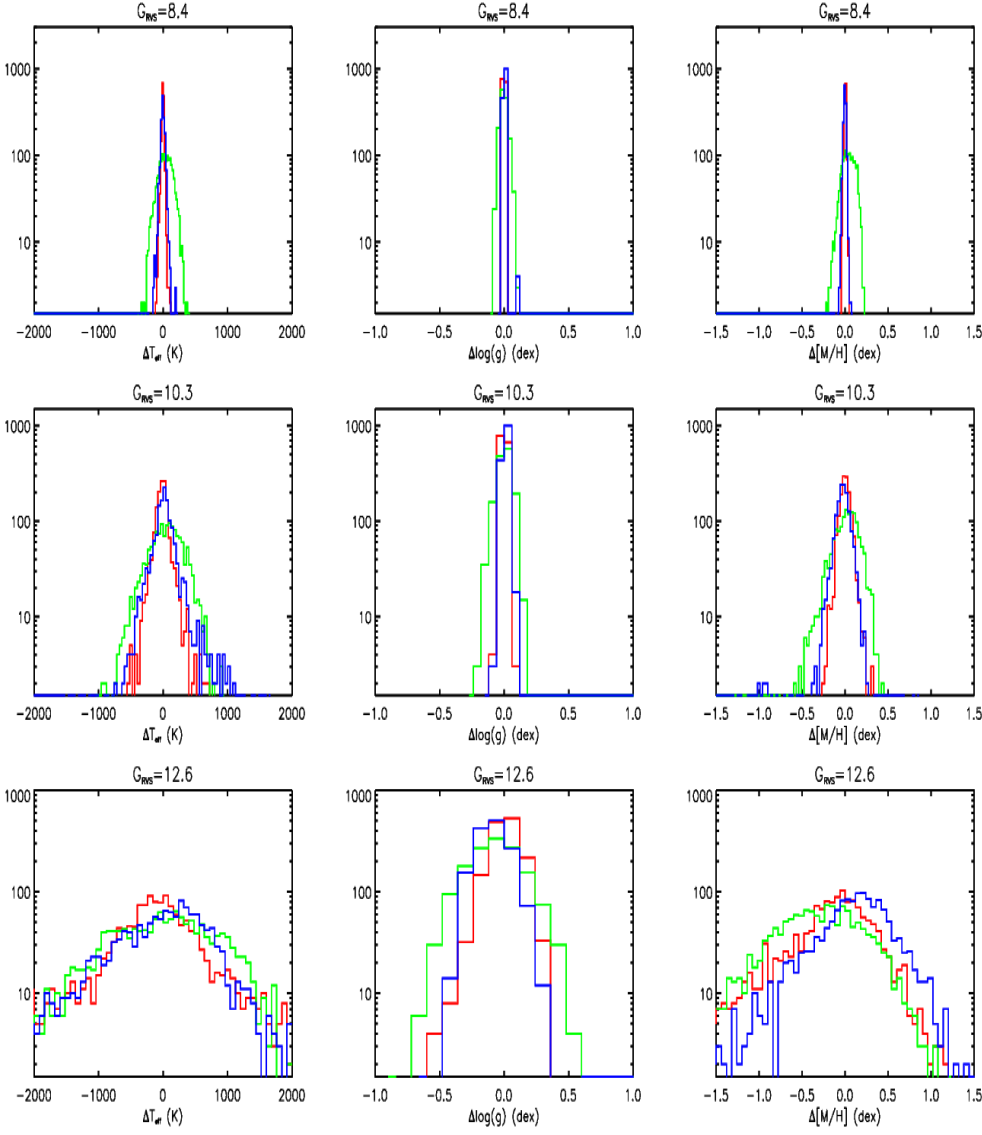 G_RVS=8.4 G_RVS=8.4 G_RVS=8.4
1000 1000 1000
100 100 100
10 10 10
-2000 -1000 0 1000 2000 -1.0 -0.5 0.0 0.5 1.0 -1.5 -1.0 -0.5 0.0 0.5 1.0 1.5
ΔT_eff (K) Δlog(g) (dex) Δ[M/H] (dex)
G_RVS=10.3 G_RVS=10.3 G_RVS=10.3
1000 1000 1000
100 100 100
10 10 10
-2000 -1000 0 1000 2000 -1.0 -0.5 0.0 0.5 1.0 -1.5 -1.0 -0.5 0.0 0.5 1.0 1.5
ΔT_eff (K) Δlog(g) (dex) Δ[M/H] (dex)
G_RVS=12.6 G_RVS=12.6 G_RVS=12.6
1000 1000 1000
100 100 100
10 10 10
-2000 -1000 0 1000 2000 -1.0 -0.5 0.0 0.5 1.0 -1.5 -1.0 -0.5 0.0 0.5 1.0 1.5
ΔT_eff (K) Δlog(g) (dex) Δ[M/H] (dex)